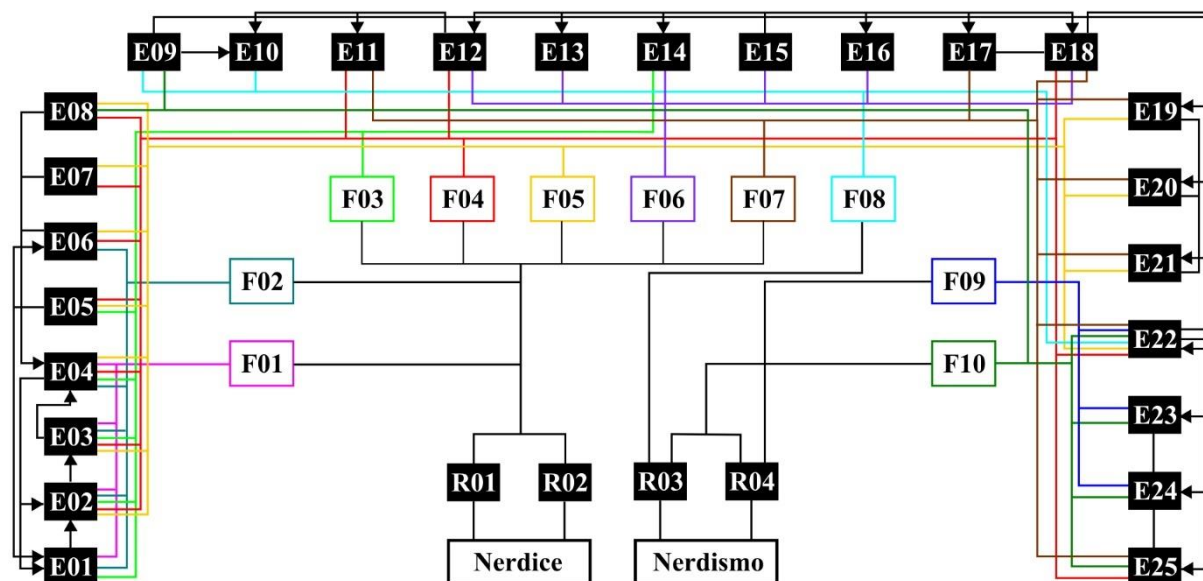 E09 E10 E11 E12 E13 E14 E15 E16 E17 E18
E08 E19
E07 E20
F03 F04 F05 F06 F07 F08
E06 E21
F02 F09
E05 E22
F01 F10
E04
E23
E03
R01 R02 R03 R04
E02 E24
Nerdice Nerdismo
E01 E25